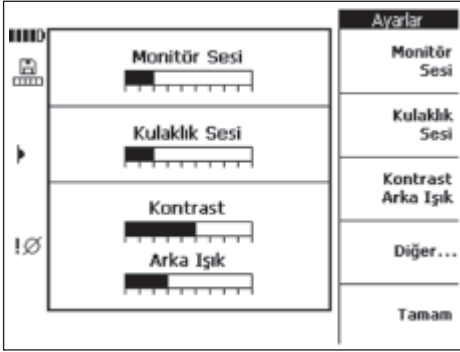 Ayarlar
Monitör Sesi
Kulaklık Sesi
Kontrast
Arka Işık
Monitör
Sesi
Kulaklık
Sesi
Kontrast
Arka Işık
Diğer...
Tamam
!Ø